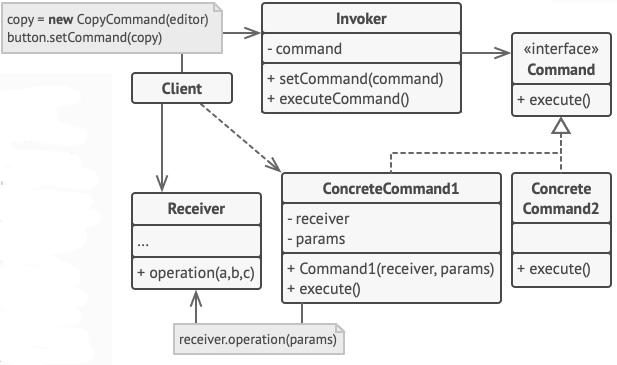 copy = new CopyCommand(editor)
button.setCommand(copy)
Invoker
- command
+ setCommand(command)
+ executeCommand()
«interface»
Command
+ execute()
Client
Receiver
...
+ operation(a,b,c)
ConcreteCommand1
- receiver
- params
+ Command1(receiver, params)
+ execute()
Concrete
Command2
+ execute()
receiver.operation(params)